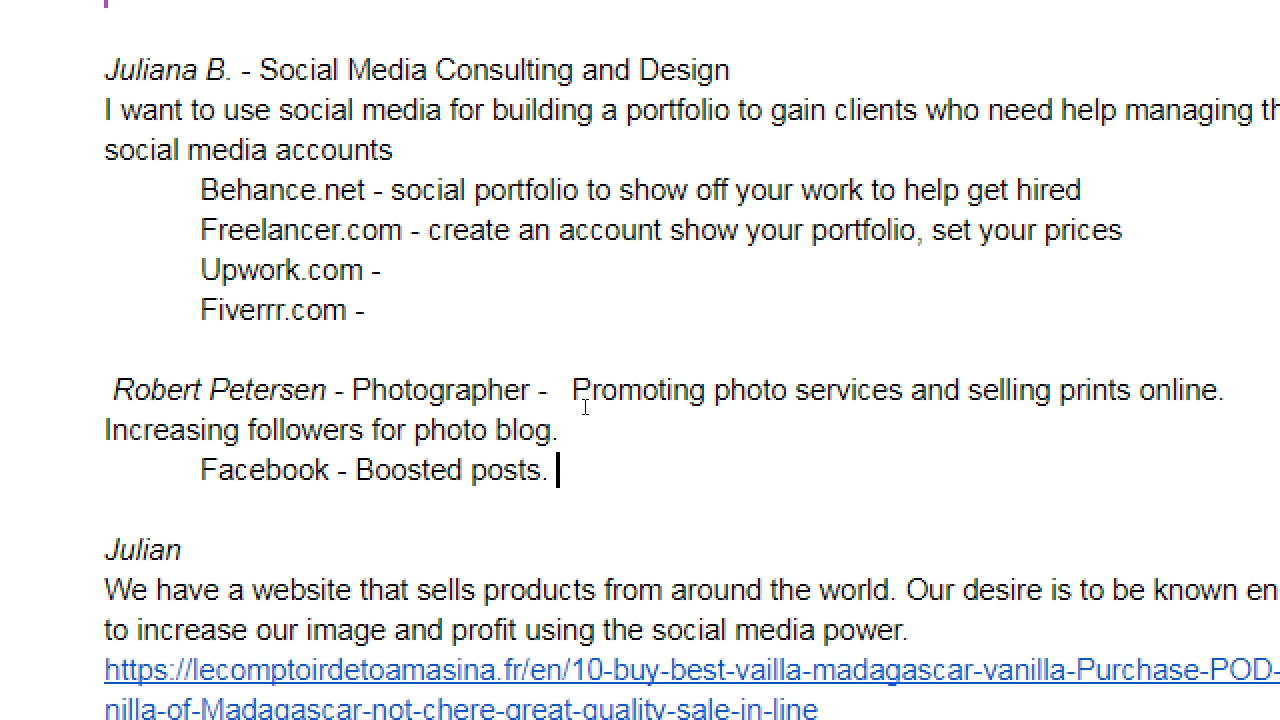 Juliana B. - Social Media Consulting and Design
I want to use social media for building a portfolio to gain clients who need help managing th
social media accounts
Behance.net - social portfolio to show off your work to help get hired
Freelancer.com - create an account show your portfolio, set your prices
Upwork.com -
Fiverrr.com -
Robert Petersen - Photographer -   Promoting photo services and selling prints online.
Increasing followers for photo blog.
Facebook - Boosted posts.
Julian
We have a website that sells products from around the world. Our desire is to be known en
to increase our image and profit using the social media power.
https://lecomptoirdetoamasina.fr/en/10-buy-best-vailla-madagascar-vanilla-Purchase-POD-
nilla-of-Madagascar-not-chere-great-quality-sale-in-line